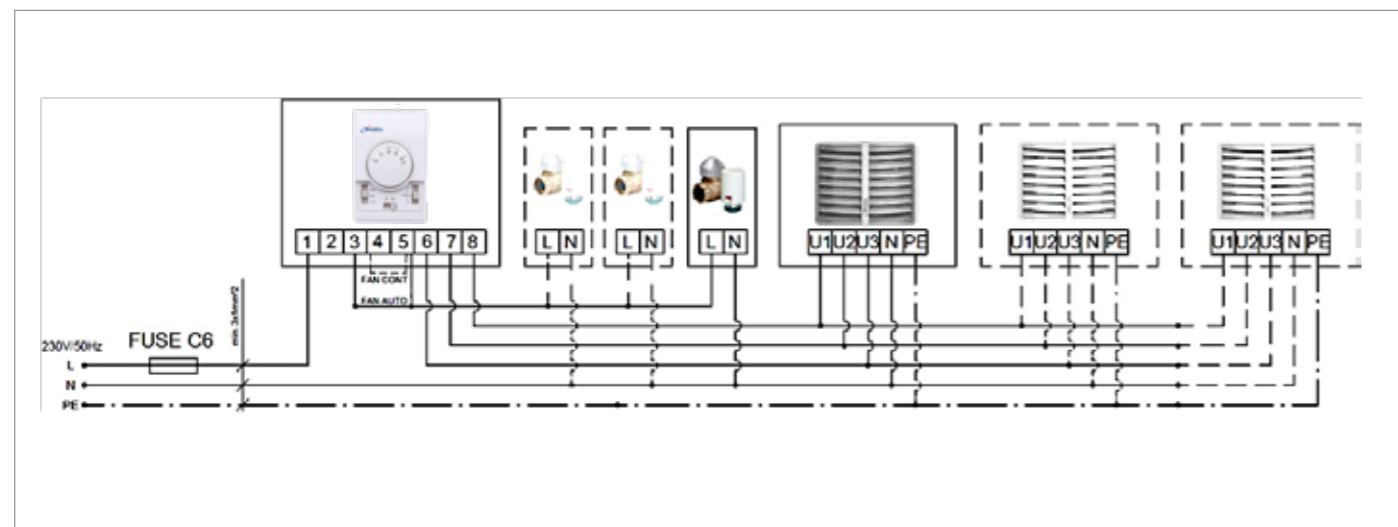 1 2 3 4 5 6 7 8
L N
L N
L N
U1 U2 U3 N PE
U1 U2 U3 N PE
U1 U2 U3 N PE
FAN CONT
FAN AUTO
230V/50Hz
FUSE C6
L
N
PE